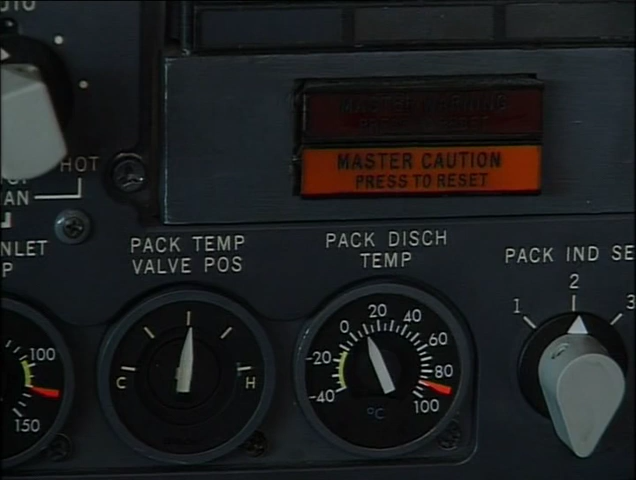 HOT
AN
MASTER WARNING
PRESS TO RESET
MASTER CAUTION
PRESS TO RESET
PACK TEMP
VALVE POS
C
H
PACK DISCH
TEMP
-40
-20
0
20
40
60
80
100
°C
PACK IND SE
1
2
3
NLET
P
100
150